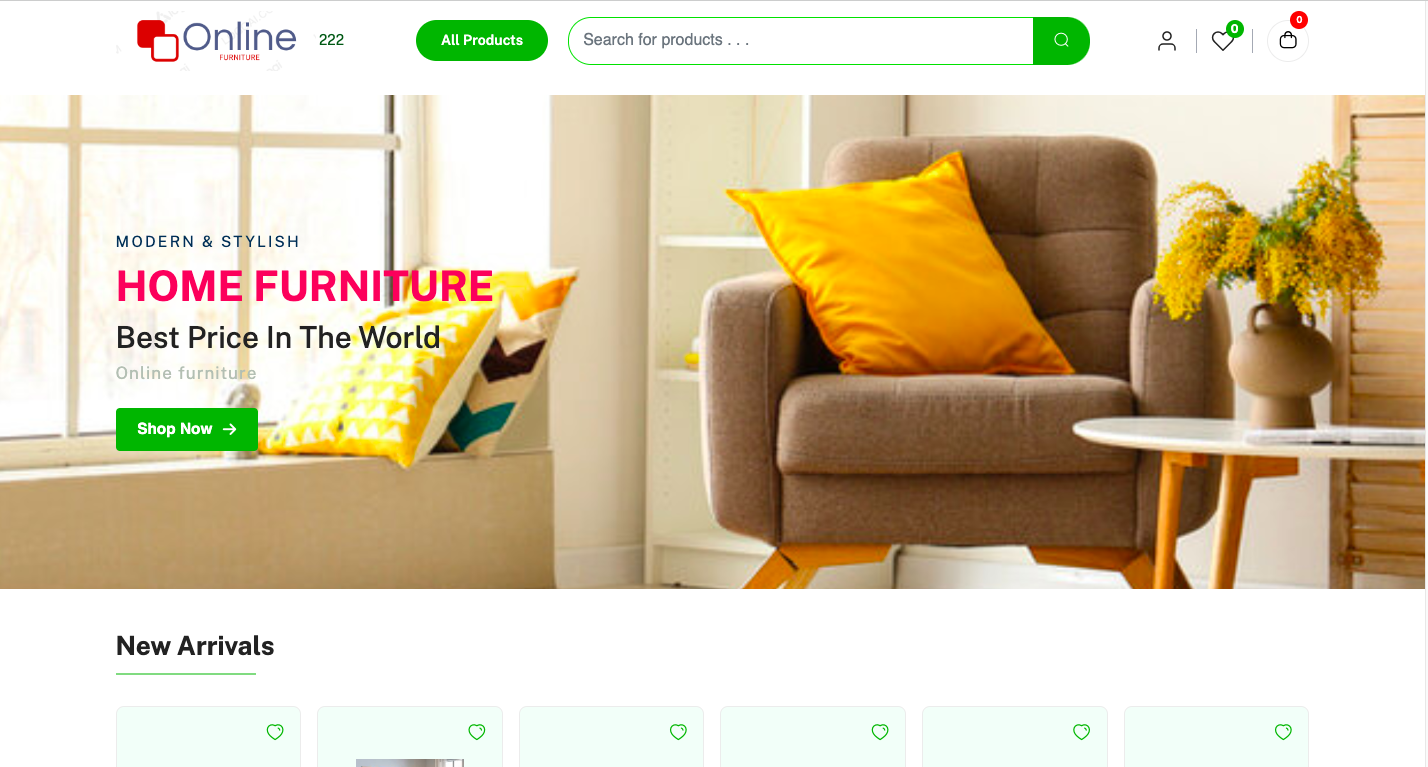 Online
FURNITURE
222
All Products
Search for products . . .
0
0
MODERN & STYLISH
HOME FURNITURE
Best Price In The World
Online furniture
Shop Now →
New Arrivals